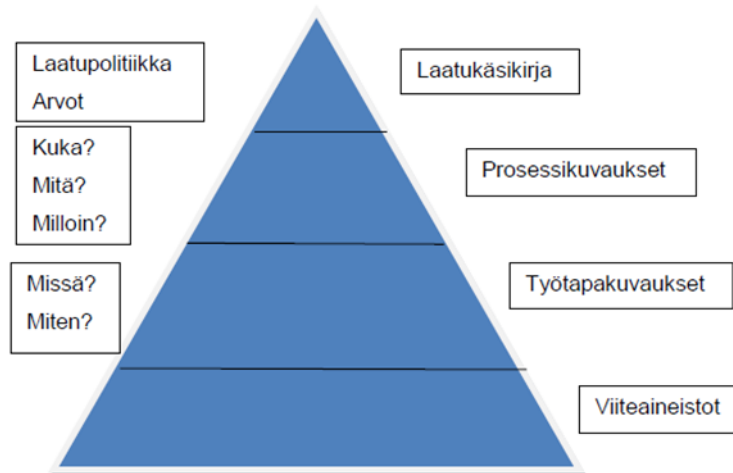 Laatupolitiikka
Arvot
Laatukäsikirja
Kuka?
Mitä?
Milloin?
Prosessikuvaukset
Missä?
Miten?
Työtapakuvaukset
Viiteaineistot